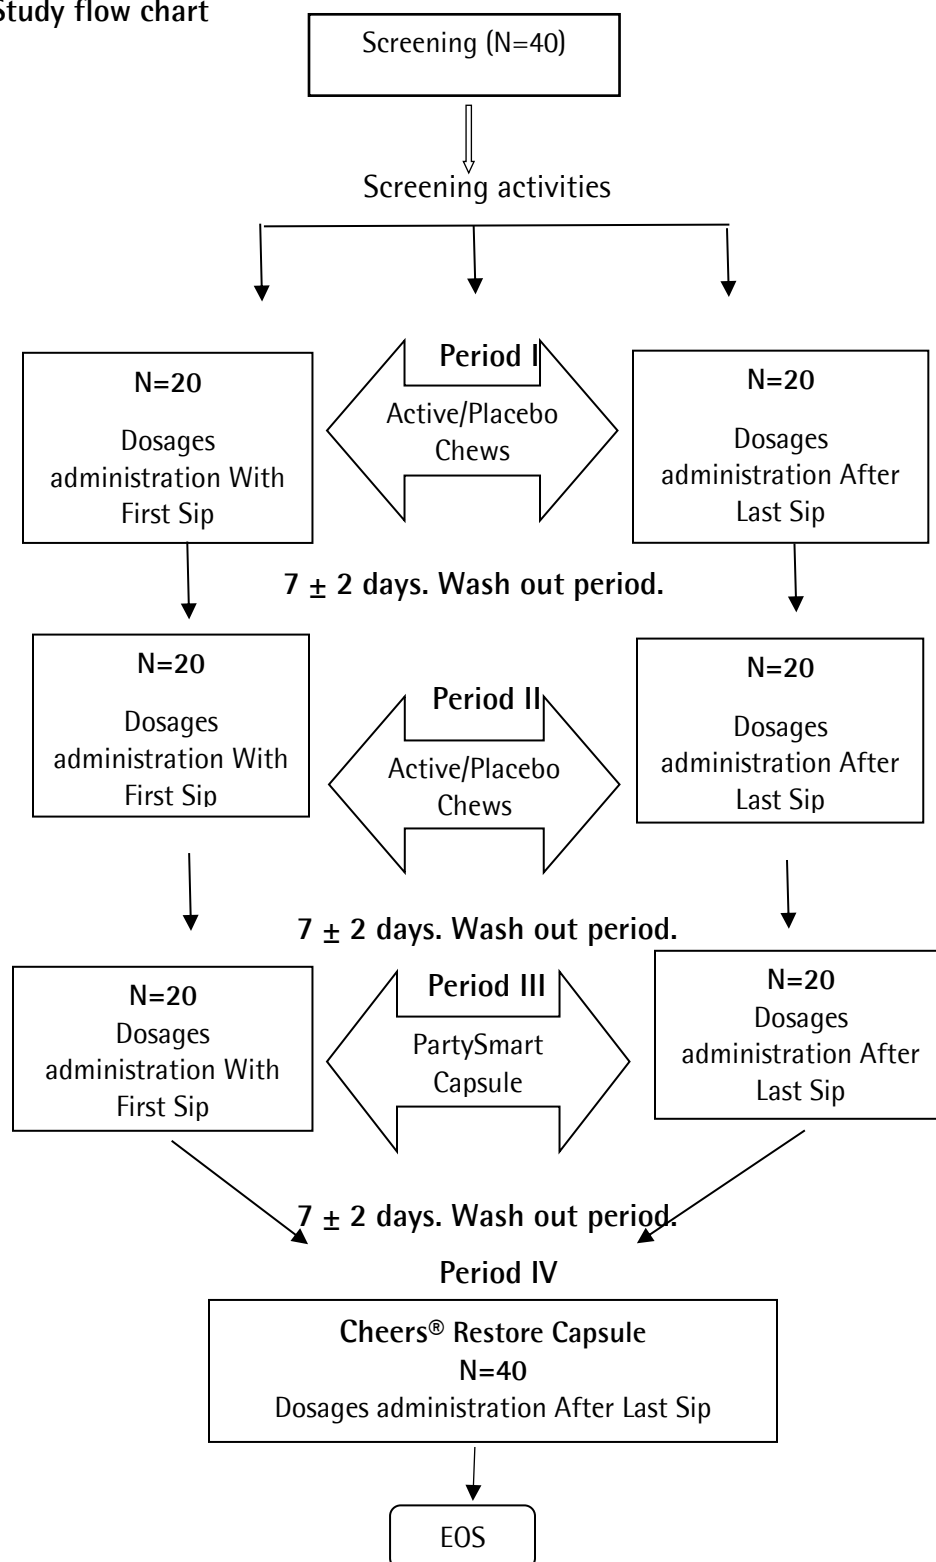 Study flow chart
Screening (N=40)
Screening activities
Period I
N=20
Dosages
administration With
First Sip
Active/Placebo
Chews
N=20
Dosages
administration After
Last Sip
7 ± 2 days. Wash out period.
Period II
N=20
Dosages
administration With
First Sip
Active/Placebo
Chews
N=20
Dosages
administration After
Last Sip
7 ± 2 days. Wash out period.
Period III
N=20
Dosages
administration With
First Sip
PartySmart
Capsule
N=20
Dosages
administration After
Last Sip
7 ± 2 days. Wash out period.
Period IV
Cheers® Restore Capsule
N=40
Dosages administration After Last Sip
EOS